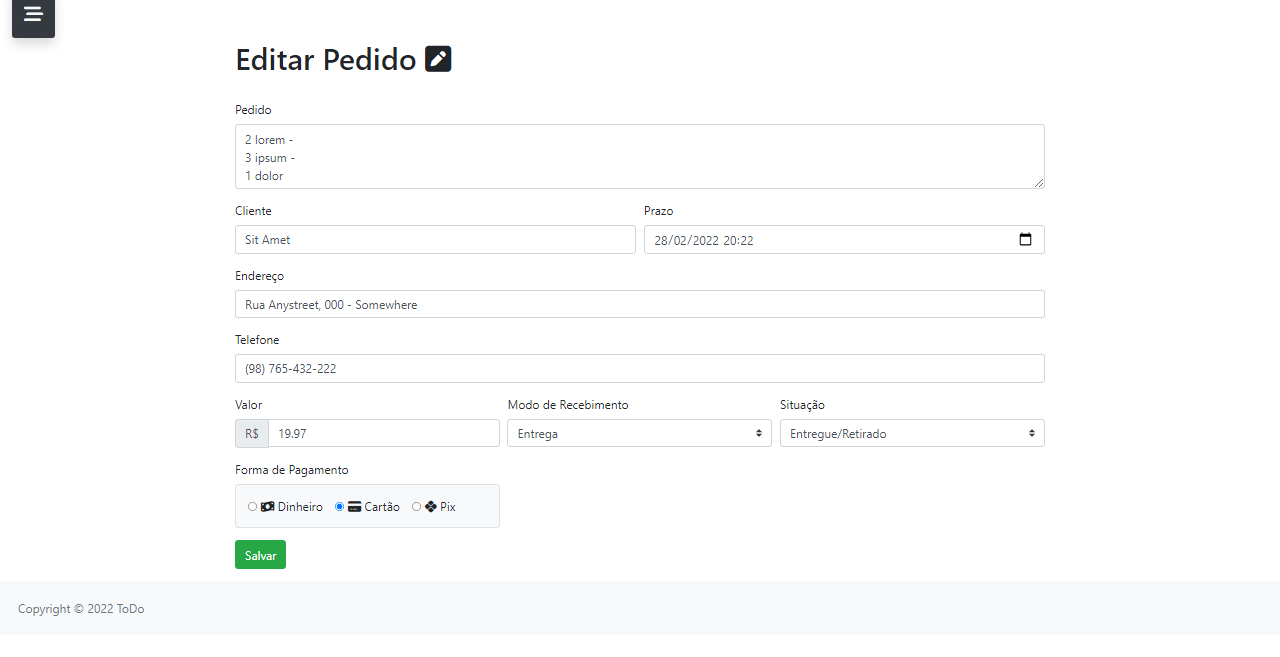 Editar Pedido
Pedido
2 lorem -
3 ipsum -
1 dolor
Cliente
Prazo
Sit Amet
28/02/2022 20:22
Endereço
Rua Anystreet, 000 - Somewhere
Telefone
(98) 765-432-222
Valor
Modo de Recebimento
Situação
R$ 19.97
Entrega
Entregue/Retirado
Forma de Pagamento
Dinheiro Cartão Pix
Salvar
Copyright © 2022 ToDo